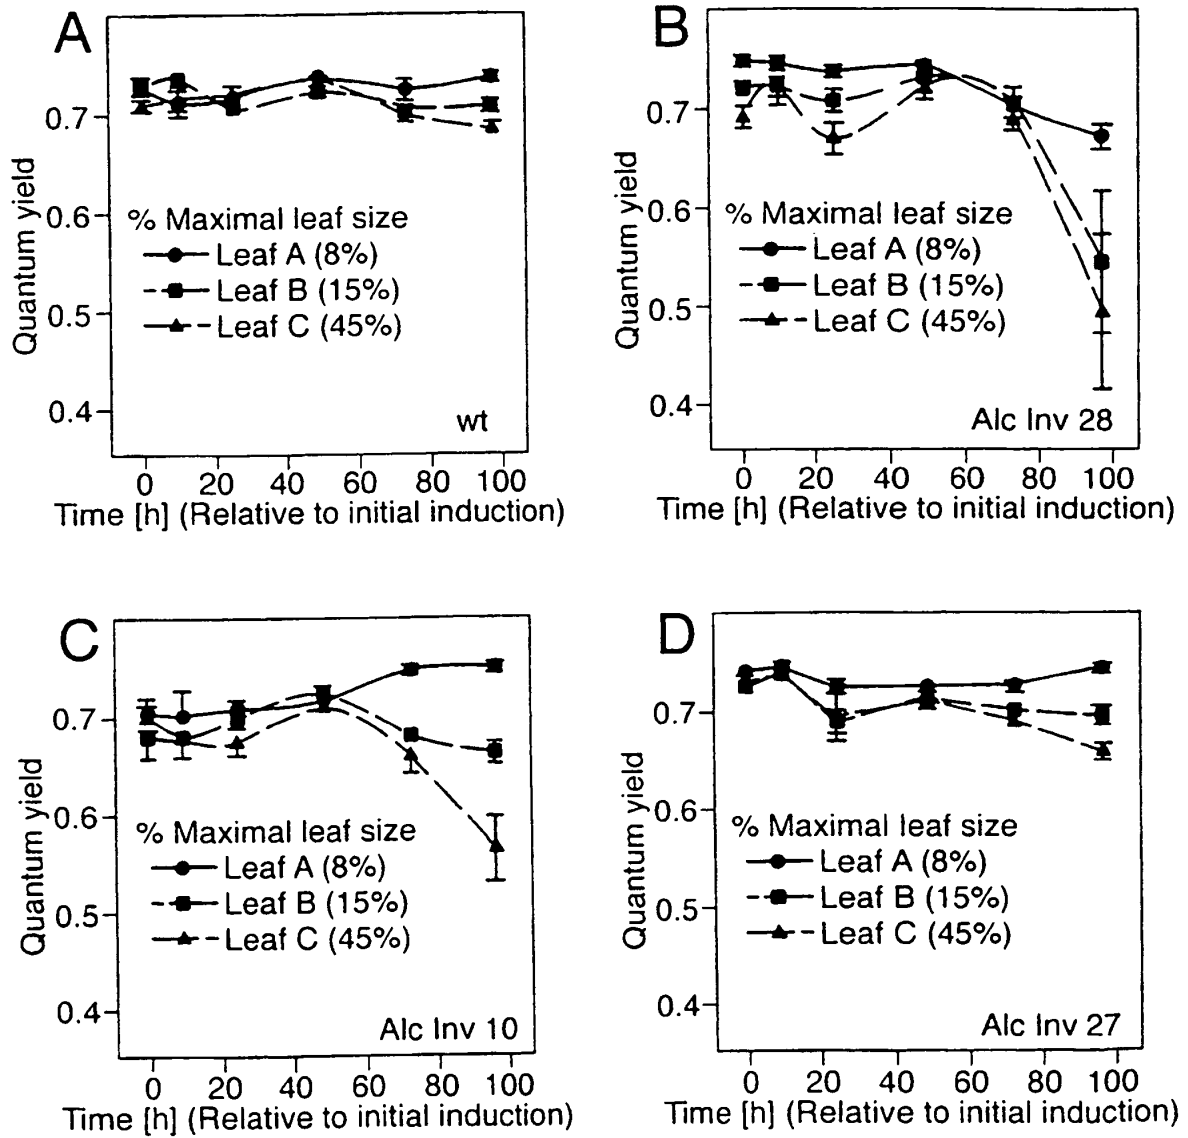 A
Quantum yield
0.7
0.6
0.5
0.4
% Maximal leaf size
Leaf A (8%)
Leaf B (15%)
Leaf C (45%)
wt
0 20 40 60 80 100
Time [h] (Relative to initial induction)
B
Quantum yield
0.7
0.6
0.5
0.4
% Maximal leaf size
Leaf A (8%)
Leaf B (15%)
Leaf C (45%)
Alc Inv 28
0 20 40 60 80 100
Time [h] (Relative to initial induction)
C
Quantum yield
0.7
0.6
0.5
0.4
% Maximal leaf size
Leaf A (8%)
Leaf B (15%)
Leaf C (45%)
Alc Inv 10
0 20 40 60 80 100
Time [h] (Relative to initial induction)
D
Quantum yield
0.7
0.6
0.5
0.4
% Maximal leaf size
Leaf A (8%)
Leaf B (15%)
Leaf C (45%)
Alc Inv 27
0 20 40 60 80 100
Time [h] (Relative to initial induction)